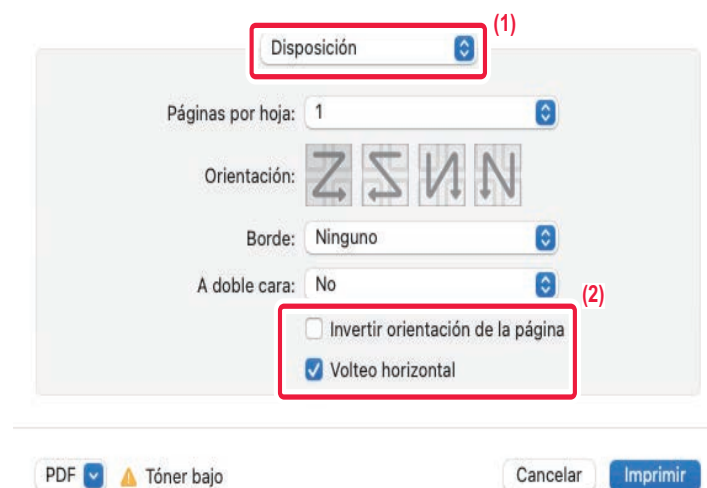 (1)
Disposición
Páginas por hoja: 1
Orientación:
Borde: Ninguno
A doble cara: No
(2)
Invertir orientación de la página
Volteo horizontal
PDF Tóner bajo Cancelar Imprimir